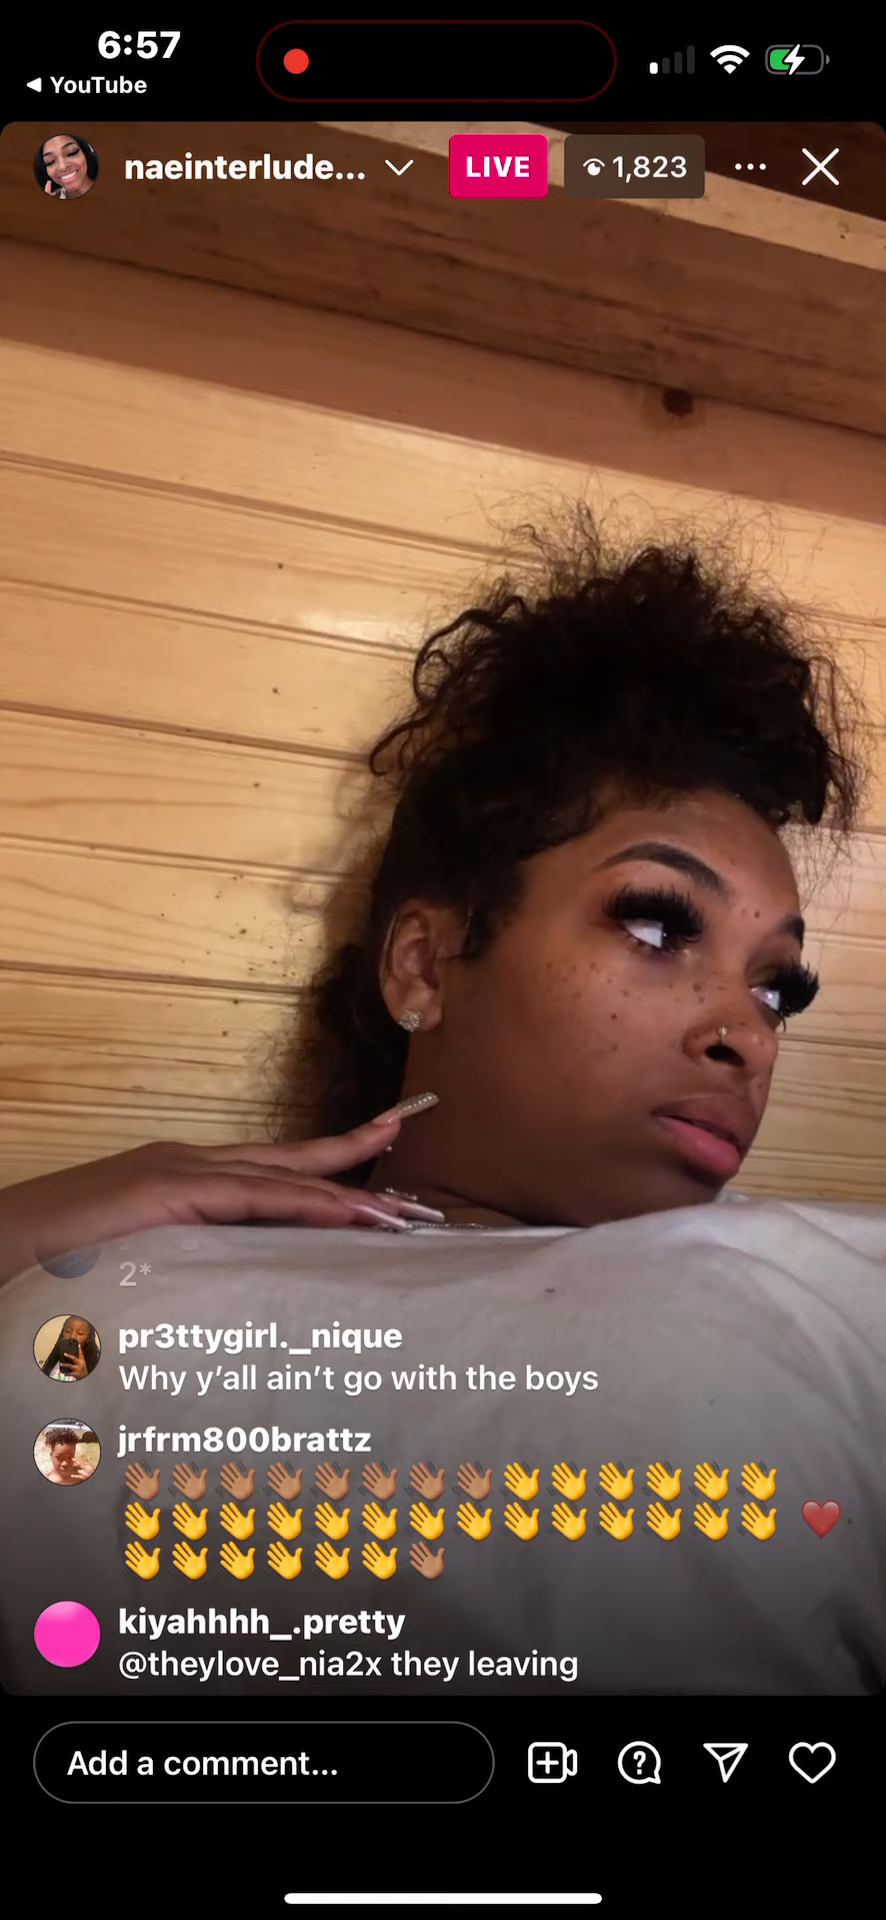 6:57
◀ YouTube
naeinterlude...
LIVE
1,823
2*
pr3ttygirl._nique
Why y’all ain’t go with the boys
jrfrm800brattz
👋🏽👋🏽👋🏽👋🏽👋🏽👋🏽👋🏽👋🏽👋👋👋👋👋👋
👋👋👋👋👋👋👋👋👋👋👋👋👋👋
👋👋👋👋👋👋👋🏽
kiyahhhh_.pretty
@theylove_nia2x they leaving
Add a comment...